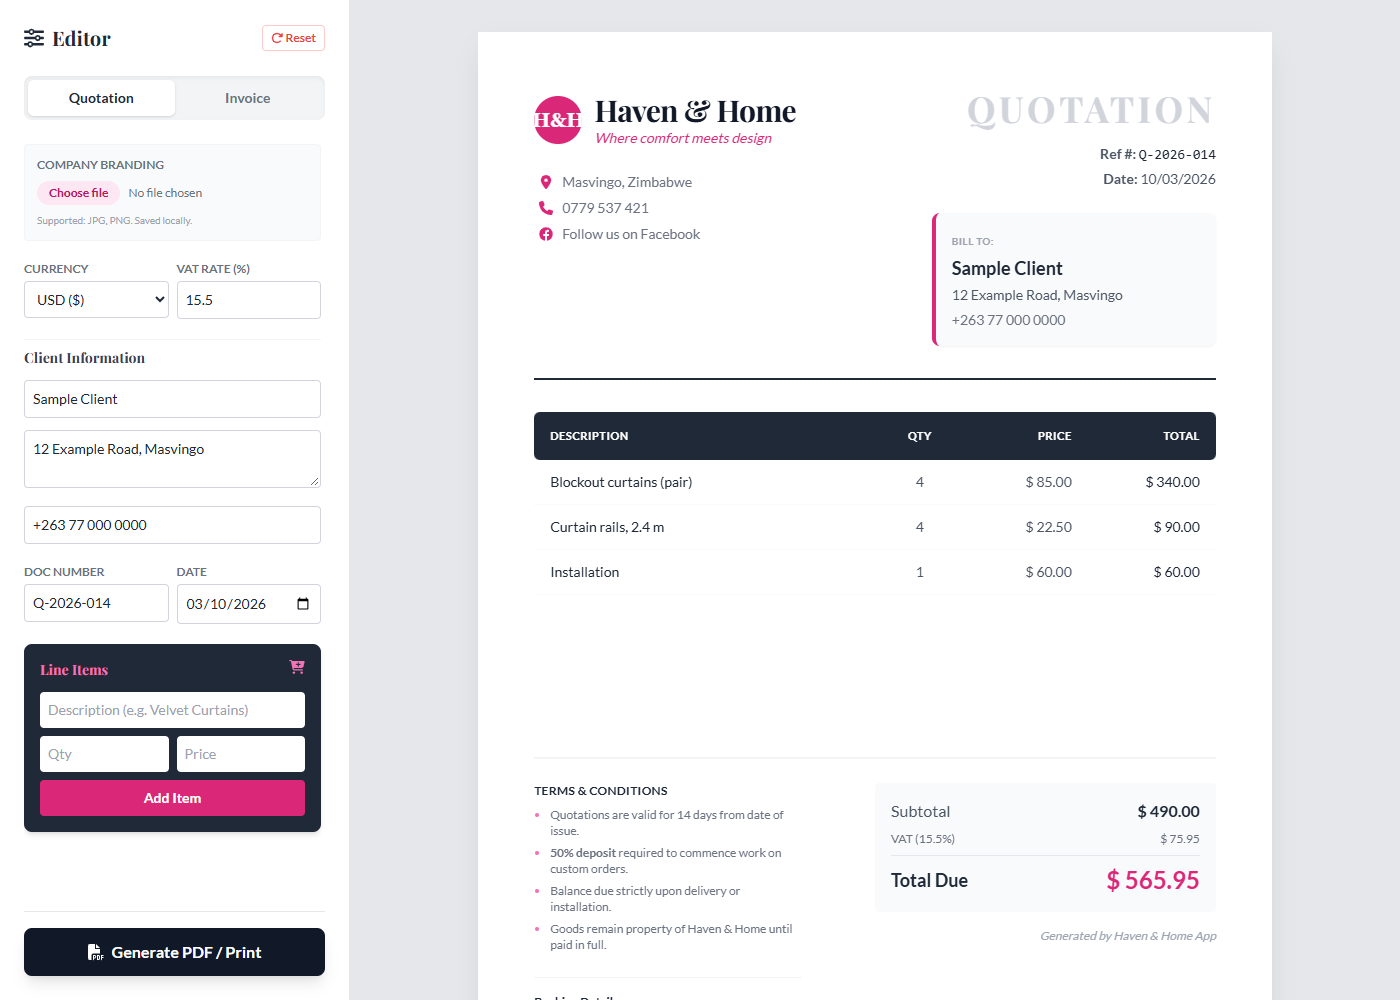 Editor
Reset
Quotation
Invoice
COMPANY BRANDING
Choose file No file chosen
Supported: JPG, PNG. Saved locally.
CURRENCY
VAT RATE (%)
USD ($)
15.5
Client Information
Sample Client
12 Example Road, Masvingo
+263 77 000 0000
DOC NUMBER
DATE
Q-2026-014
03/10/2026
Line Items
Description (e.g. Velvet Curtains)
Qty
Price
Add Item
Generate PDF / Print
H&H
Haven & Home
Where comfort meets design
Masvingo, Zimbabwe
0779 537 421
Follow us on Facebook
QUOTATION
Ref #: Q-2026-014
Date: 10/03/2026
BILL TO:
Sample Client
12 Example Road, Masvingo
+263 77 000 0000
DESCRIPTION QTY PRICE TOTAL
Blockout curtains (pair) 4 $ 85.00 $ 340.00
Curtain rails, 2.4 m 4 $ 22.50 $ 90.00
Installation 1 $ 60.00 $ 60.00
TERMS & CONDITIONS
Quotations are valid for 14 days from date of
issue.
50% deposit required to commence work on
custom orders.
Balance due strictly upon delivery or
installation.
Goods remain property of Haven & Home until
paid in full.
Subtotal $ 490.00
VAT (15.5%) $ 75.95
Total Due $ 565.95
Generated by Haven & Home App